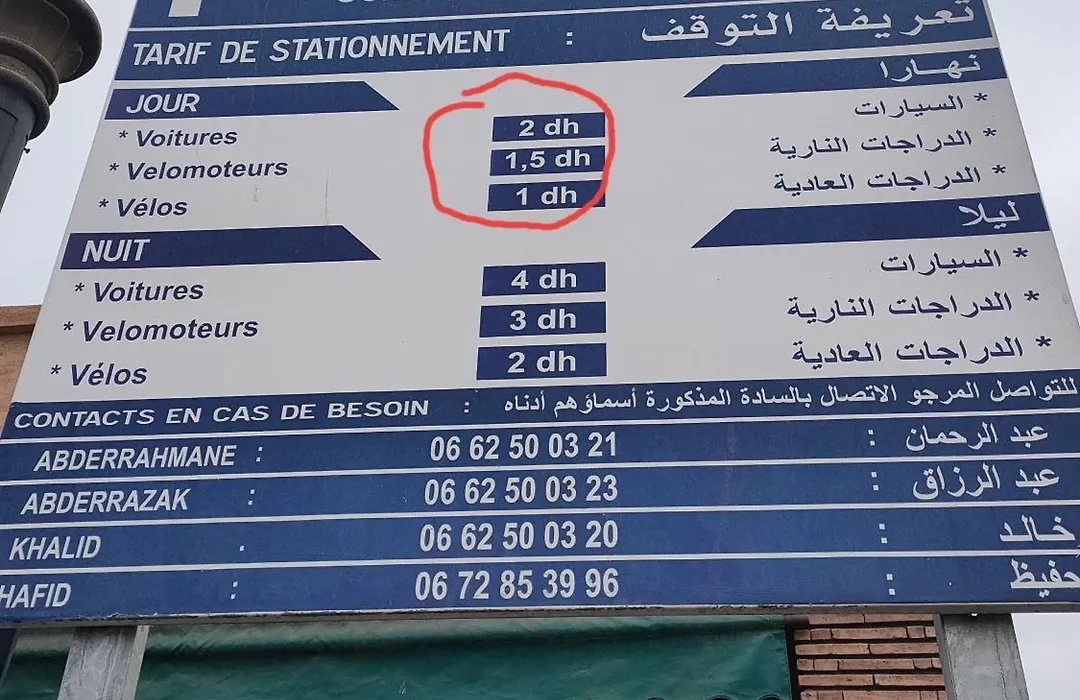 TARIF DE STATIONNEMENT : تعريفة التوقف
JOUR نهارا
* Voitures 2 dh السيارات *
* Velomoteurs 1,5 dh الدراجات النارية *
* Vélos 1 dh الدراجات العادية *
NUIT ليلا
* Voitures 4 dh السيارات *
* Velomoteurs 3 dh الدراجات النارية *
* Vélos 2 dh الدراجات العادية *
CONTACTS EN CAS DE BESOIN : للتواصل المرجو الاتصال بالسادة المذكورة أسماؤهم أدناه
ABDERRAHMANE : 06 62 50 03 21 : عبد الرحمان
ABDERRAZAK : 06 62 50 03 23 : عبد الرزاق
KHALID : 06 62 50 03 20 : خالد
HAFID : 06 72 85 39 96 : حفيظ